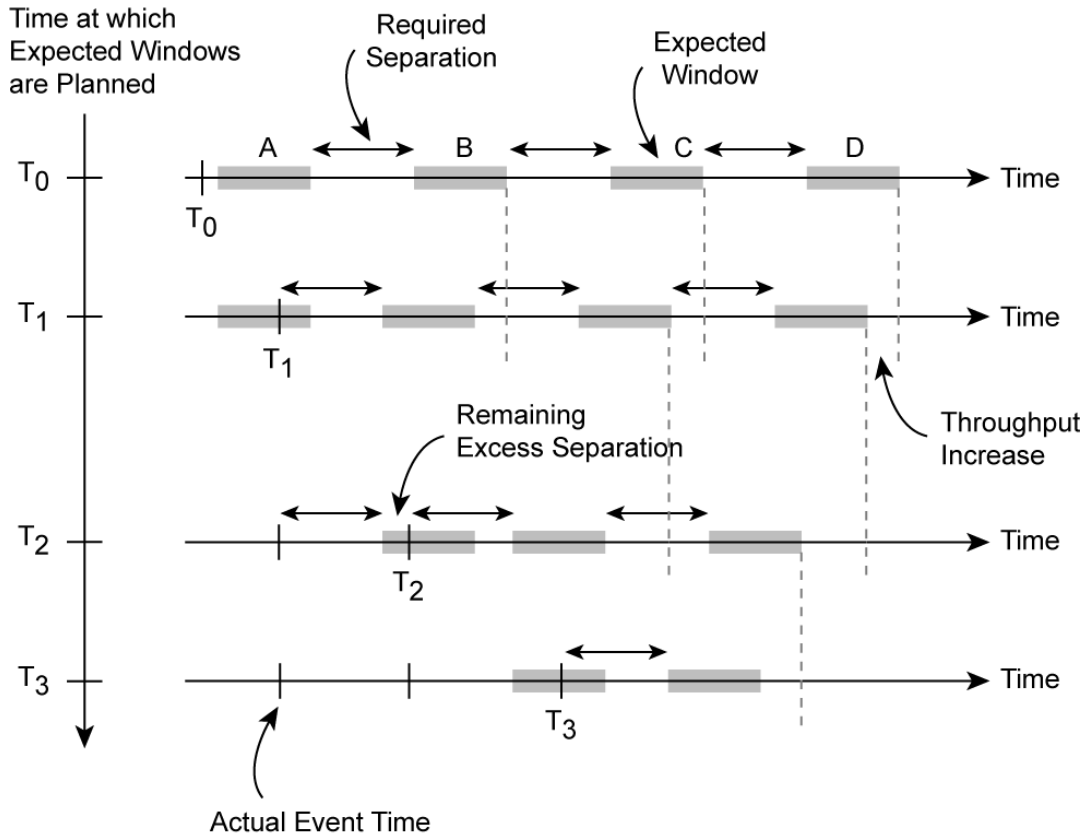 Time at which
Expected Windows
are Planned
Required
Separation
Expected
Window
A
B
C
D
T0
Time
T0
T1
Time
T1
Remaining
Excess Separation
Throughput
Increase
T2
Time
T2
T3
Time
T3
Actual Event Time